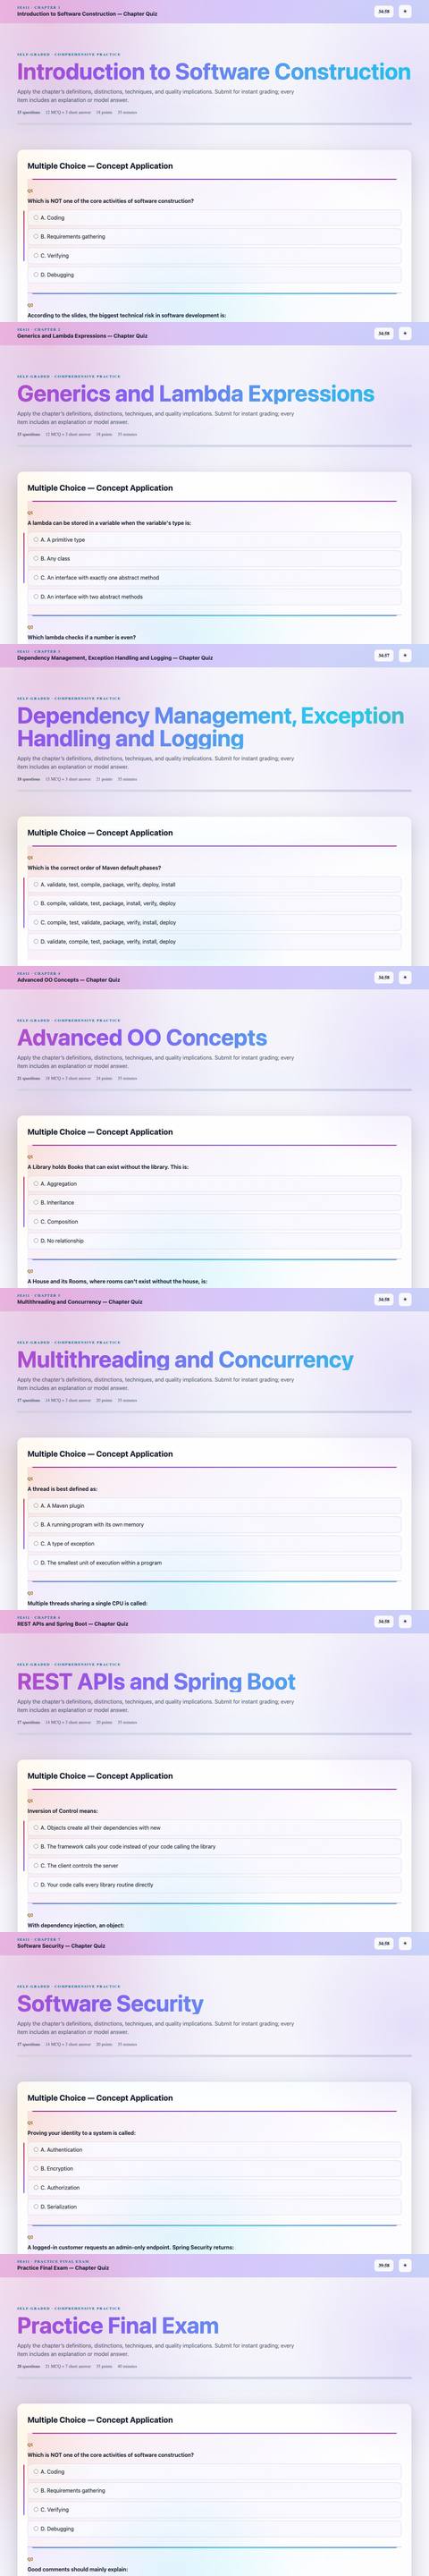 SE411 · CHAPTER 1
Introduction to Software Construction — Chapter Quiz
34:58
SELF-GRADED · COMPREHENSIVE PRACTICE
Introduction to Software Construction
Apply the chapter's definitions, distinctions, techniques, and quality implications. Submit for instant grading; every
item includes an explanation or model answer.
Multiple Choice — Concept Application
Q1
Which is NOT one of the core activities of software construction?
A. Coding
B. Requirements gathering
C. Verifying
D. Debugging
Q2
According to the slides, the biggest technical risk in software development is:
SE411 · CHAPTER 2
Generics and Lambda Expressions — Chapter Quiz
34:58
SELF-GRADED · COMPREHENSIVE PRACTICE
Generics and Lambda Expressions
Apply the chapter's definitions, distinctions, techniques, and quality implications. Submit for instant grading; every
item includes an explanation or model answer.
Multiple Choice — Concept Application
Q1
A lambda can be stored in a variable when the variable's type is:
A. A primitive type
B. Any class
C. An interface with exactly one abstract method
D. An interface with two abstract methods
Q2
Which lambda checks if a number is even?
SE411 · CHAPTER 3
Dependency Management, Exception Handling and Logging — Chapter Quiz
34:57
SELF-GRADED · COMPREHENSIVE PRACTICE
Dependency Management, Exception
Handling and Logging
Apply the chapter's definitions, distinctions, techniques, and quality implications. Submit for instant grading; every
item includes an explanation or model answer.
Multiple Choice — Concept Application
Q1
Which is the correct order of Maven default phases?
A. validate, test, compile, package, verify, deploy, install
B. compile, validate, test, package, install, verify, deploy
C. compile, test, validate, package, verify, install, deploy
D. validate, compile, test, package, verify, install, deploy
SE411 · CHAPTER 4
Advanced OO Concepts — Chapter Quiz
34:58
SELF-GRADED · COMPREHENSIVE PRACTICE
Advanced OO Concepts
Apply the chapter's definitions, distinctions, techniques, and quality implications. Submit for instant grading; every
item includes an explanation or model answer.
Multiple Choice — Concept Application
Q1
A Library holds Books that can exist without the library. This is:
A. Aggregation
B. Inheritance
C. Composition
D. No relationship
Q2
A House and its Rooms, where rooms can't exist without the house, is:
SE411 · CHAPTER 5
Multithreading and Concurrency — Chapter Quiz
34:58
SELF-GRADED · COMPREHENSIVE PRACTICE
Multithreading and Concurrency
Apply the chapter's definitions, distinctions, techniques, and quality implications. Submit for instant grading; every
item includes an explanation or model answer.
Multiple Choice — Concept Application
Q1
A thread is best defined as:
A. A Maven plugin
B. A running program with its own memory
C. A type of exception
D. The smallest unit of execution within a program
Q2
Multiple threads sharing a single CPU is called:
SE411 · CHAPTER 6
REST APIs and Spring Boot — Chapter Quiz
34:58
SELF-GRADED · COMPREHENSIVE PRACTICE
REST APIs and Spring Boot
Apply the chapter's definitions, distinctions, techniques, and quality implications. Submit for instant grading; every
item includes an explanation or model answer.
Multiple Choice — Concept Application
Q1
Inversion of Control means:
A. Objects create all their dependencies with new
B. The framework calls your code instead of your code calling the library
C. The client controls the server
D. Your code calls every library routine directly
Q2
With dependency injection, an object:
SE411 · CHAPTER 7
Software Security — Chapter Quiz
34:58
SELF-GRADED · COMPREHENSIVE PRACTICE
Software Security
Apply the chapter's definitions, distinctions, techniques, and quality implications. Submit for instant grading; every
item includes an explanation or model answer.
Multiple Choice — Concept Application
Q1
Proving your identity to a system is called:
A. Authentication
B. Encryption
C. Authorization
D. Serialization
Q2
A logged-in customer requests an admin-only endpoint. Spring Security returns:
SE411 · PRACTICE FINAL EXAM
Practice Final Exam — Chapter Quiz
39:58
SELF-GRADED · COMPREHENSIVE PRACTICE
Practice Final Exam
Apply the chapter's definitions, distinctions, techniques, and quality implications. Submit for instant grading; every
item includes an explanation or model answer.
Multiple Choice — Concept Application
Q1
Which is NOT one of the core activities of software construction?
A. Coding
B. Requirements gathering
C. Verifying
D. Debugging
Q2
Good comments should mainly explain: